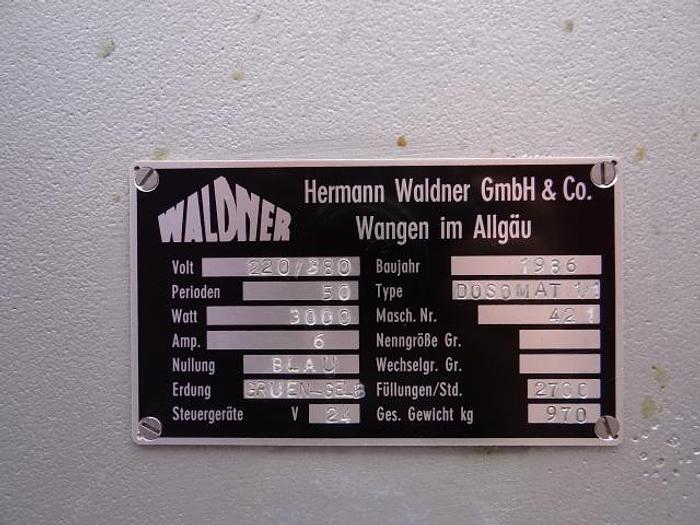 WALDNER
Hermann Waldner GmbH & Co.
Wangen im Allgäu
Volt 220/380
Perioden 50
Watt 3000
Amp. 6
Nullung BLAU
Erdung GRUEN-GELB
Steuergeräte V 24
Baujahr 1986
Type DOSOMAT 1/1
Masch. Nr. 421
Nenngröße Gr.
Wechselgr. Gr.
Füllungen/Std. 2700
Ges. Gewicht kg 970